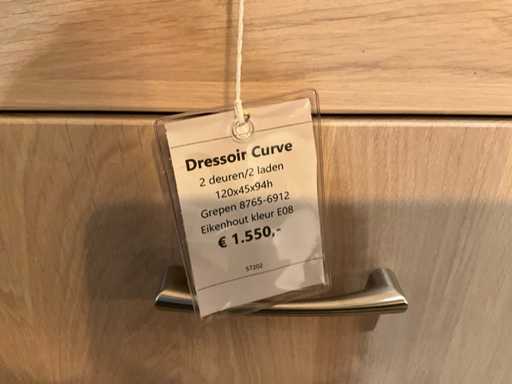 Dressoir Curve
2 deuren/2 laden
120x45x94h
Grepen 8765-6912
Eikenhout kleur E08
€ 1.550,-
57202